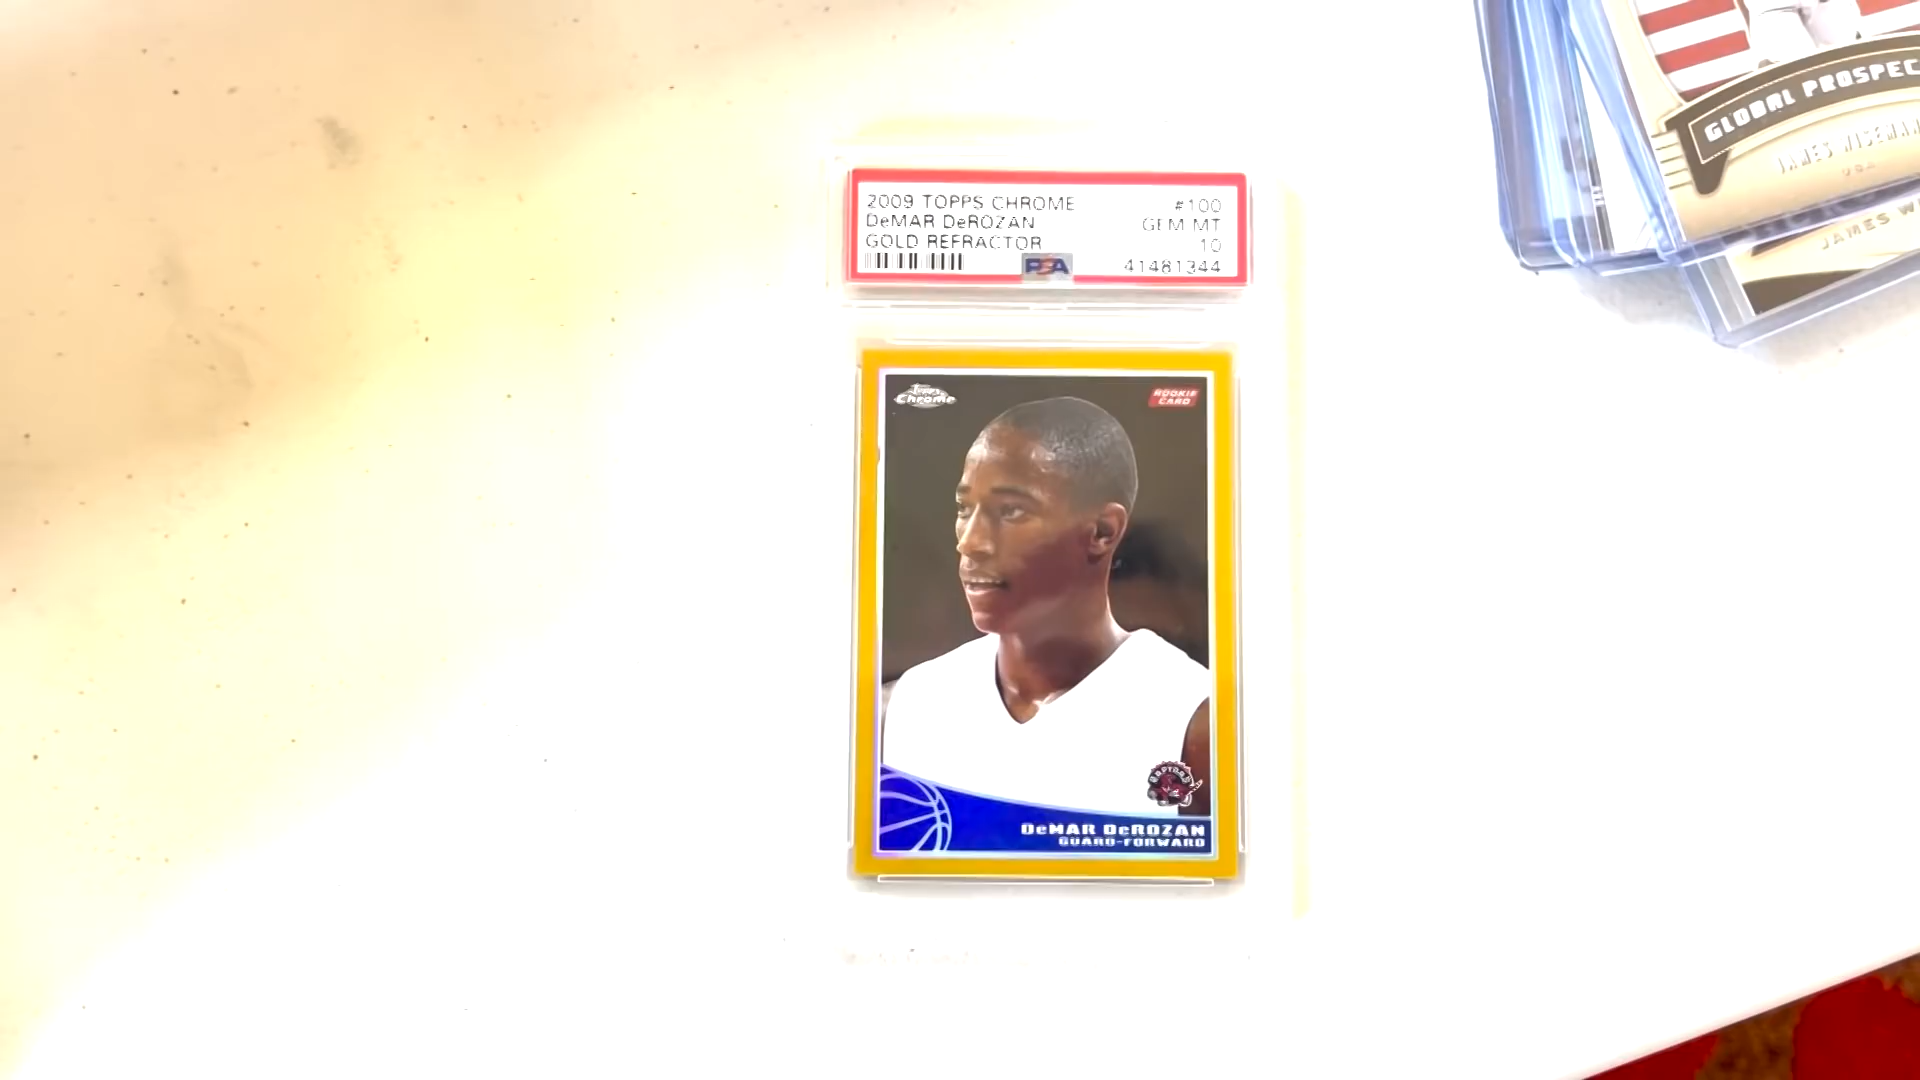 2009 TOPPS CHROME #100
DeMAR DeROZAN GEM MT
GOLD REFRACTOR 10
PSA 41481344
Topps
Chrome
ROOKIE
CARD
RAPTORS
DeMAR DeROZAN
GUARD-FORWARD
GLOBAL PROSPEC
JAMES WISEMAN
USA
JAMES W